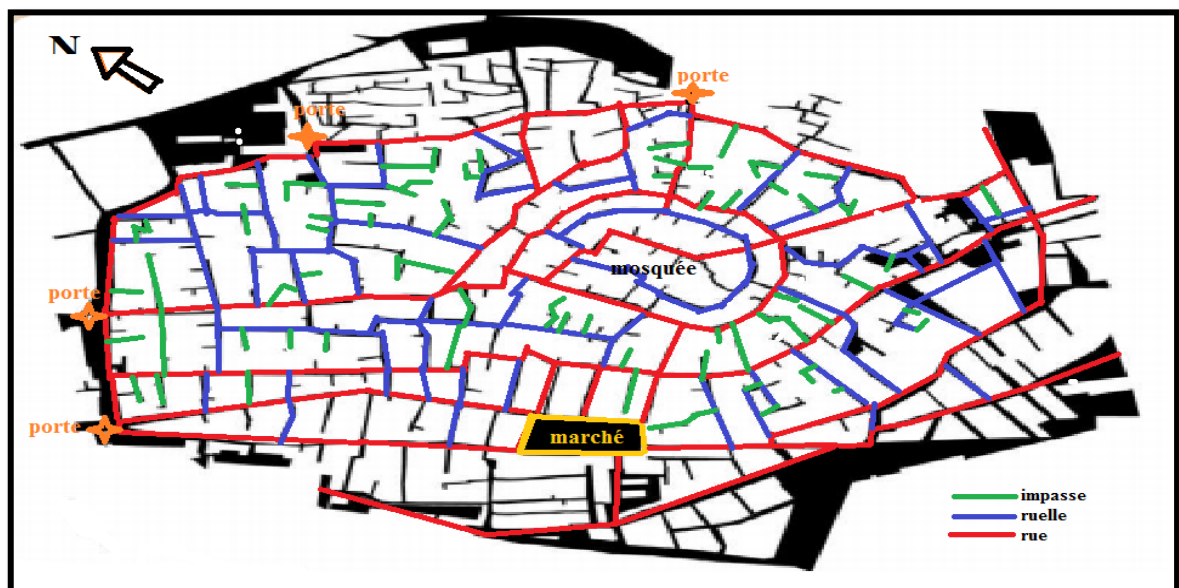 N
porte
porte
mosquée
porte
porte
marché
impasse
ruelle
rue